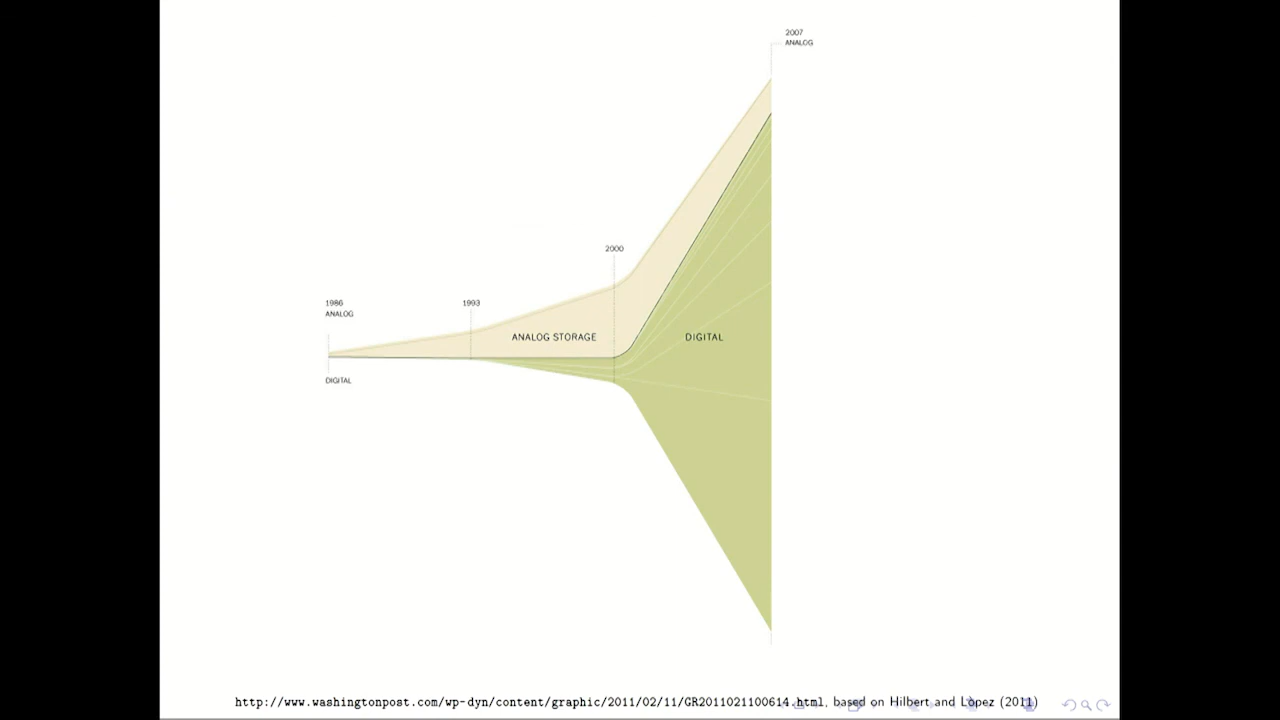 2007
ANALOG
2000
1986
ANALOG
1993
ANALOG STORAGE
DIGITAL
DIGITAL
http://www.washingtonpost.com/wp-dyn/content/graphic/2011/02/11/GR2011021100614.html, based on Hilbert and López (2011)